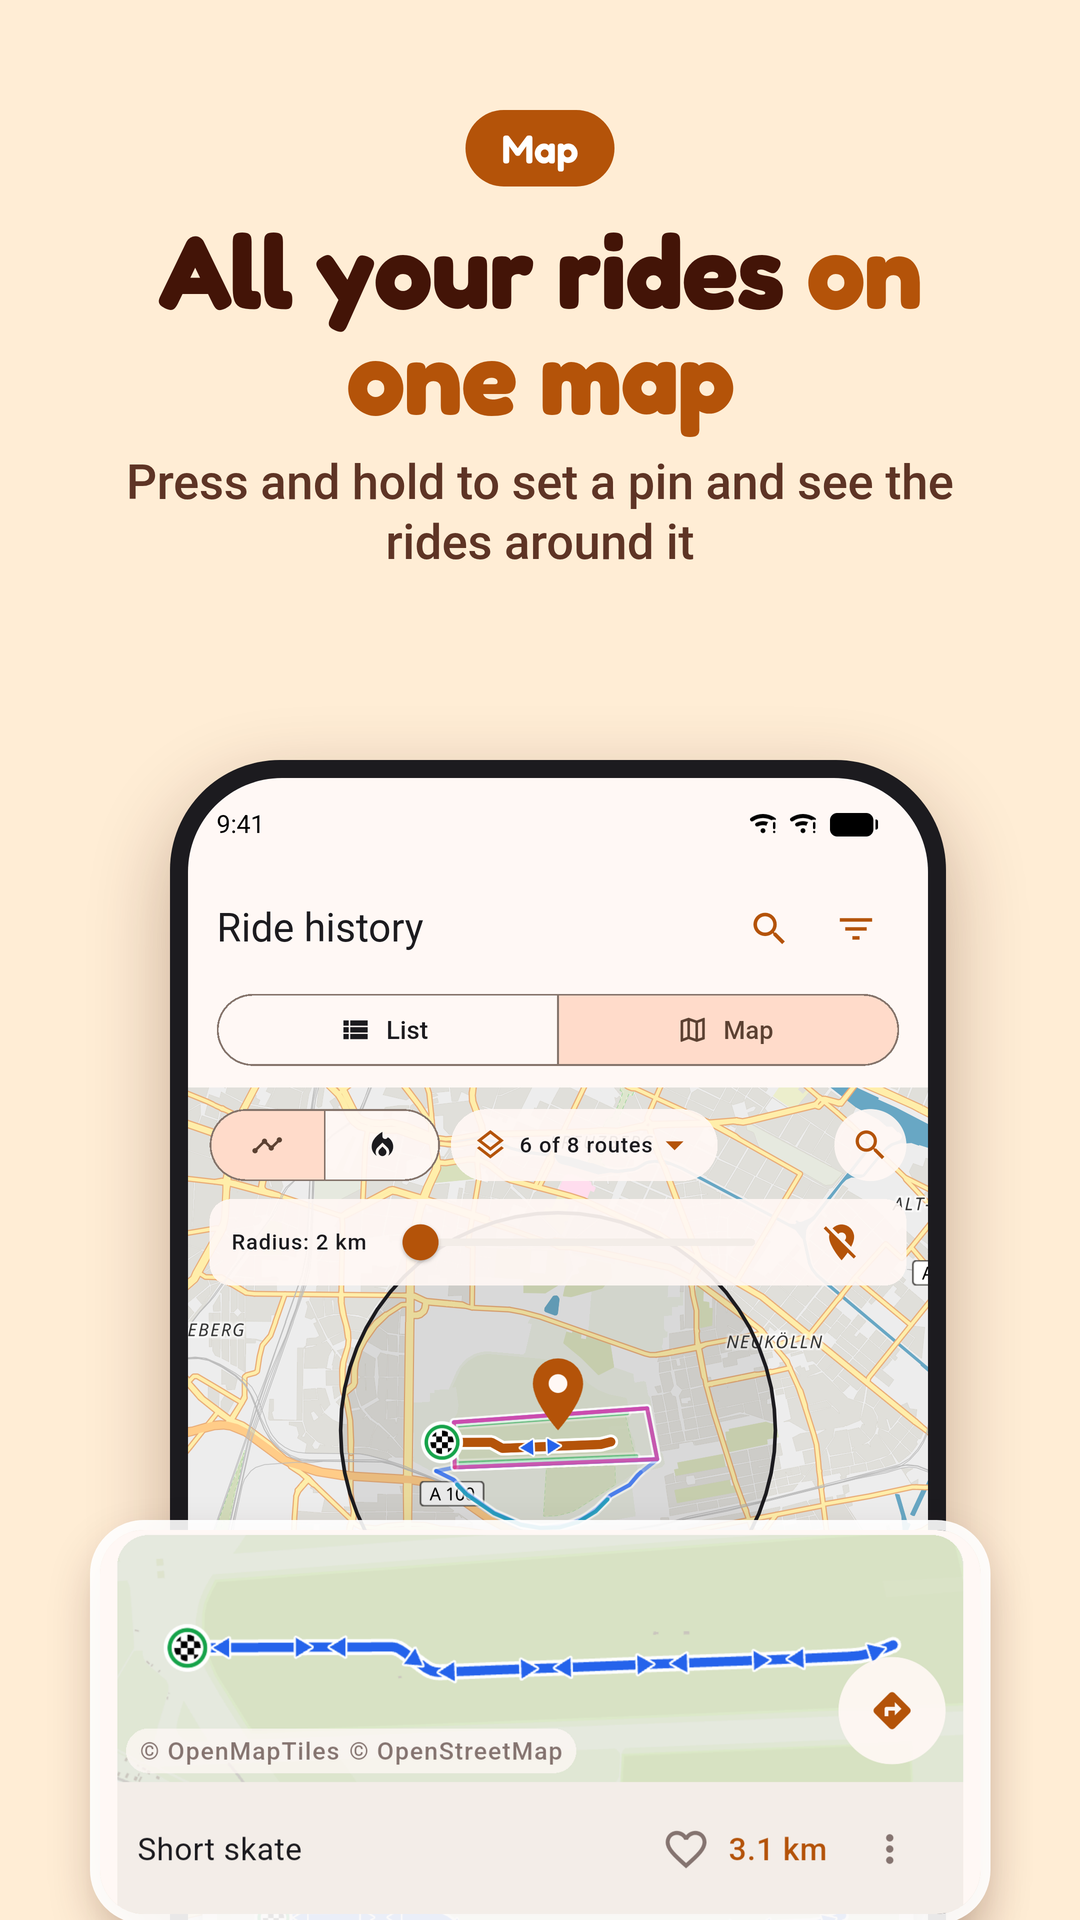 Map
All your rides on
one map
Press and hold to set a pin and see the
rides around it
9:41
Ride history
List
Map
6 of 8 routes
ALT-
Radius: 2 km
A
EBERG
NEUKÖLLN
A 100
© OpenMapTiles © OpenStreetMap
Short skate
3.1 km